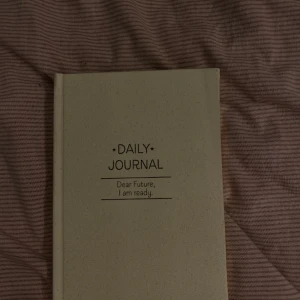 •DAILY•
JOURNAL
Dear Future,
I am ready.